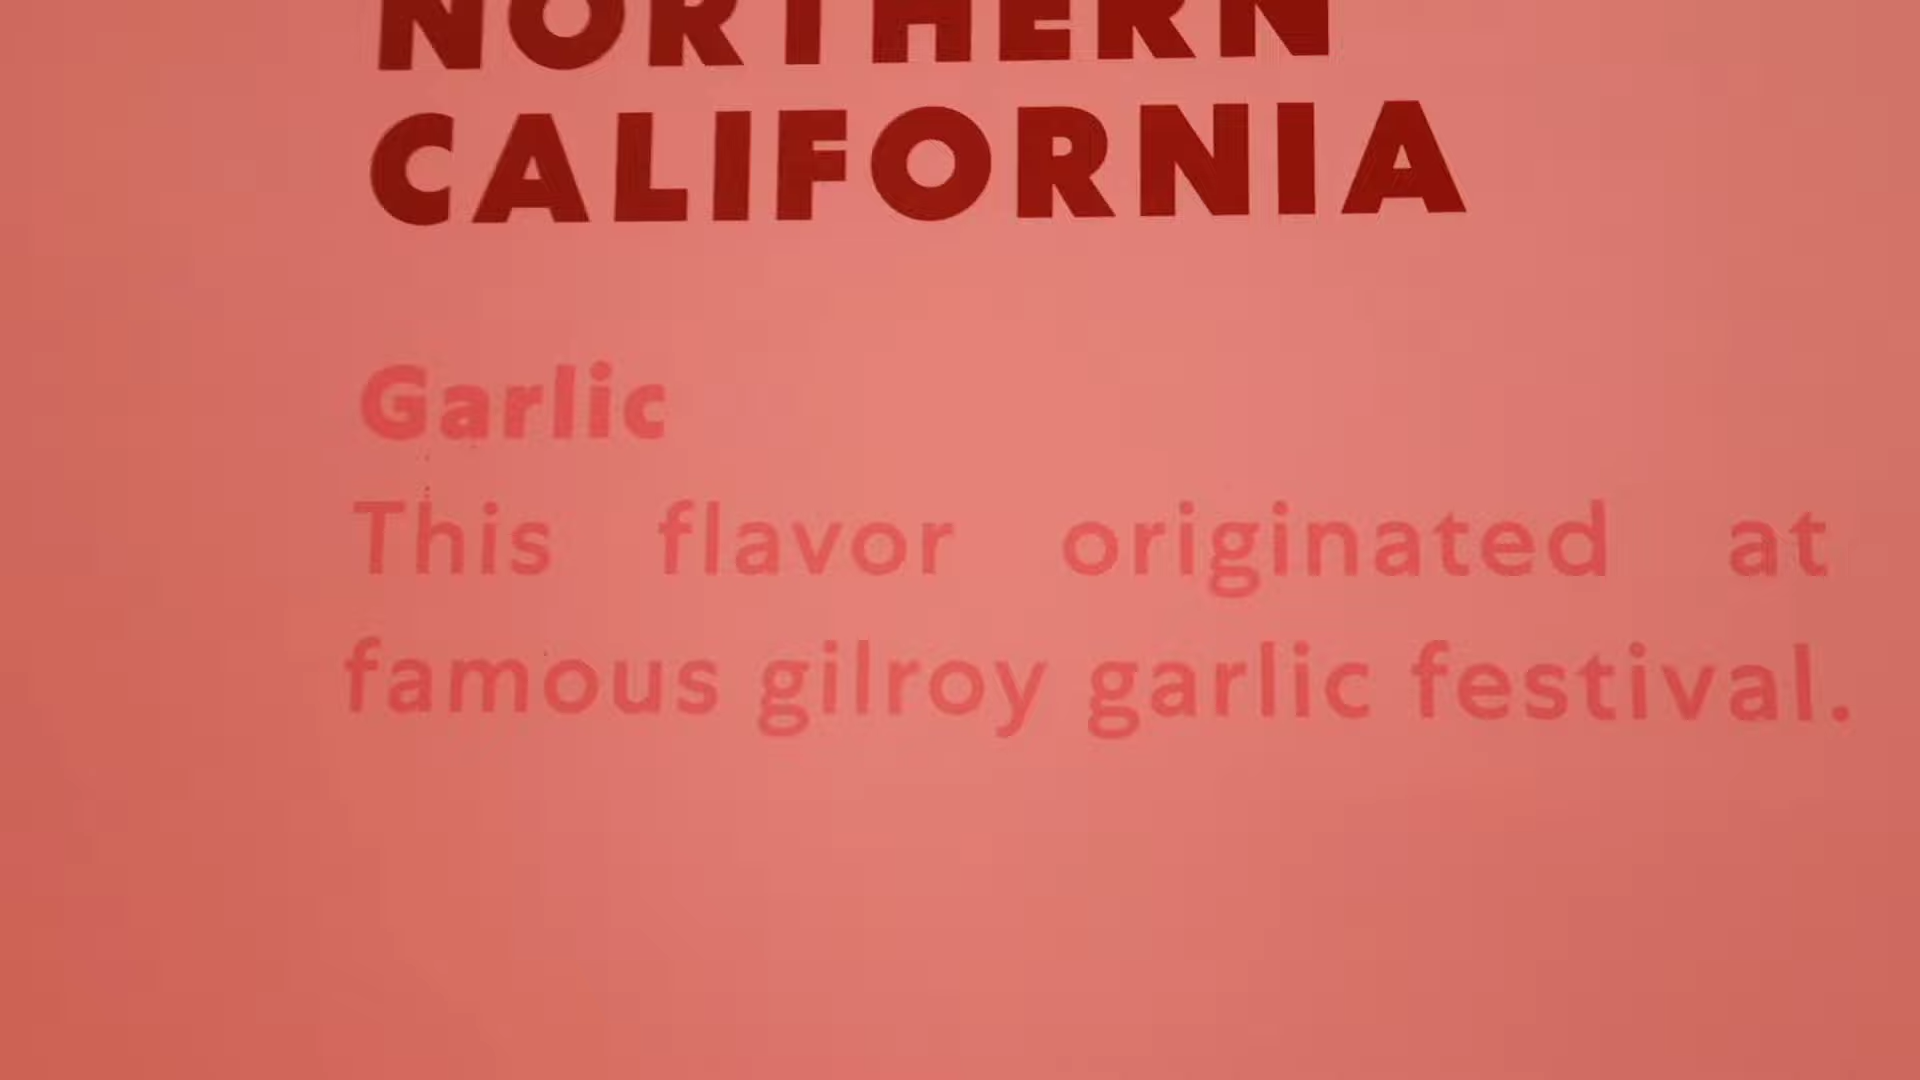 NORTHERN
CALIFORNIA
Garlic
This flavor originated at
famous gilroy garlic festival.